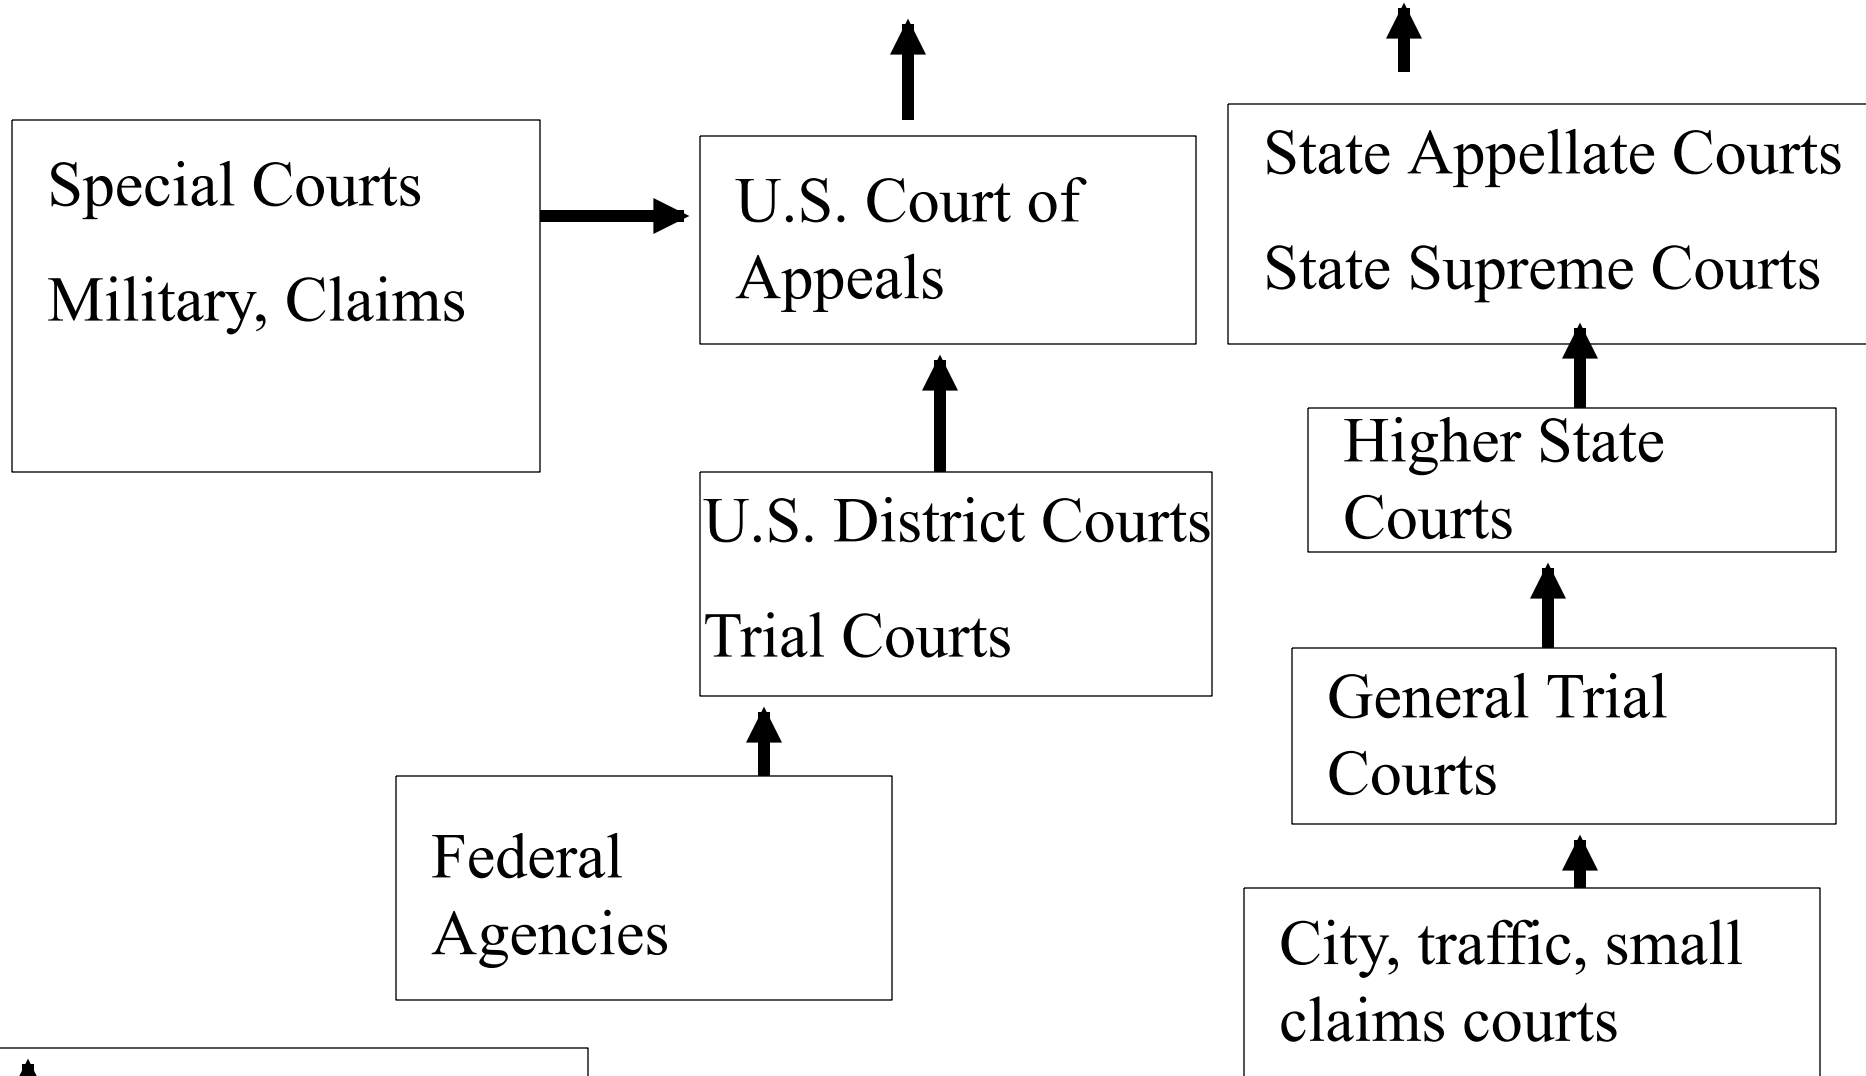 Special Courts
Military, Claims
U.S. Court of
Appeals
State Appellate Courts
State Supreme Courts
Higher State
Courts
U.S. District Courts
Trial Courts
General Trial
Courts
Federal
Agencies
City, traffic, small
claims courts